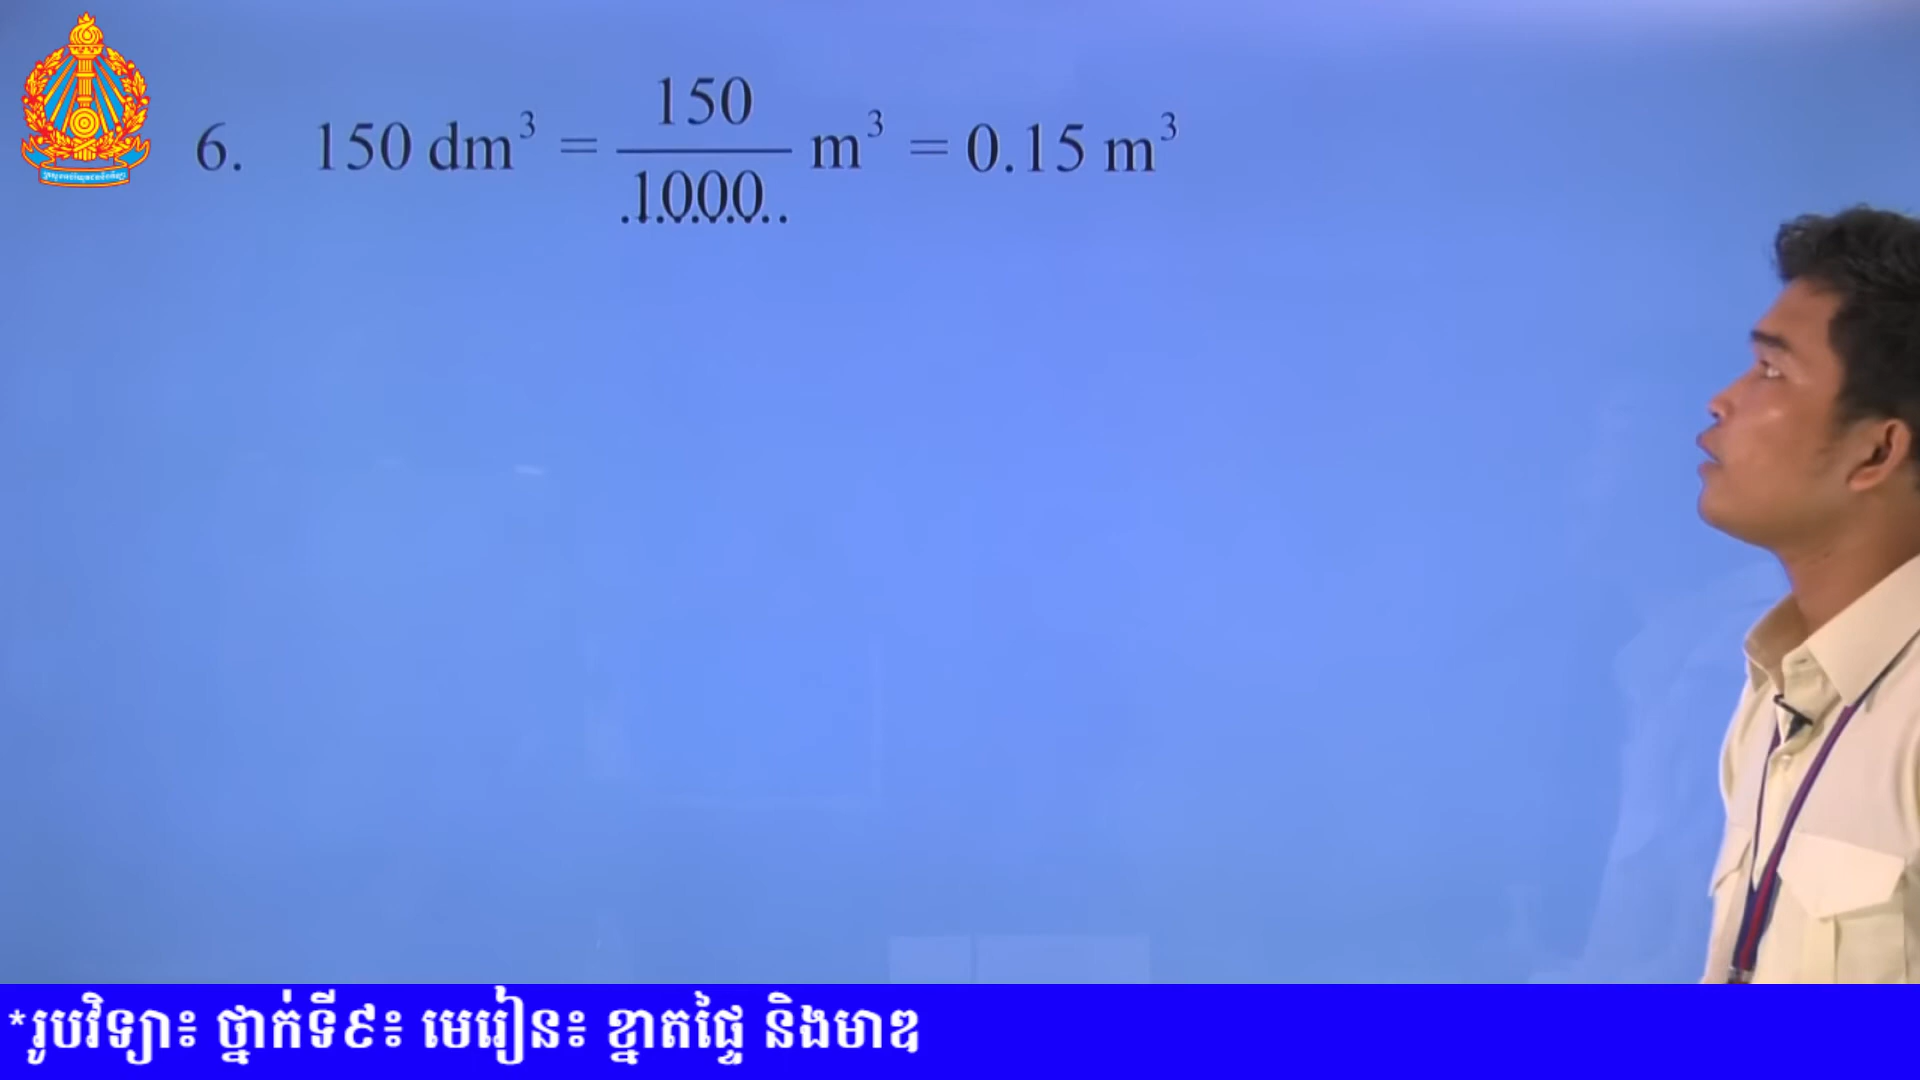 6. 150 dm³ = 150/1000 m³ = 0.15 m³
*រូបវិទ្យា៖ ថ្នាក់ទី៩៖ មេរៀន៖ ខ្នាតផ្ទៃ និងមាឌ